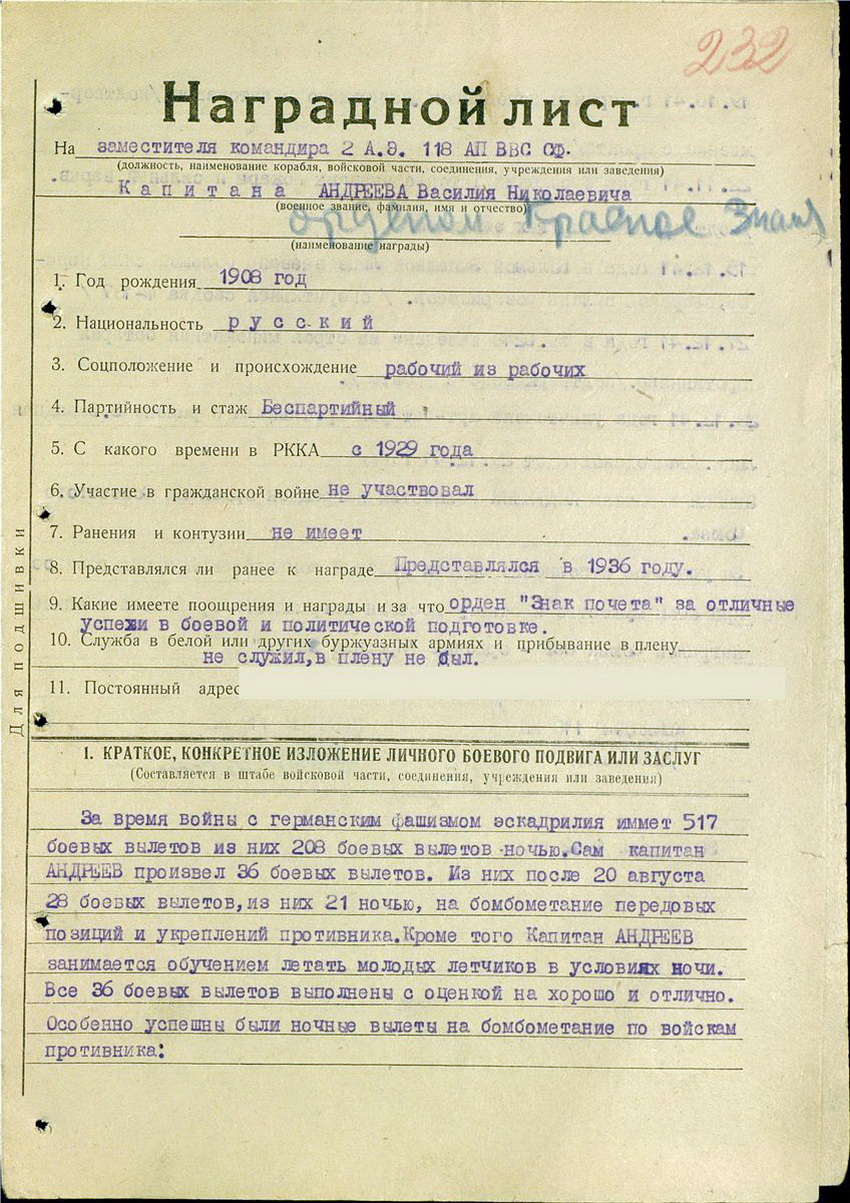 232
Наградной лист
На заместителя командира 2 А.Э. 118 АП ВВС СФ.
(должность, наименование корабля, войсковой части, соединения, учреждения или заведения)
Капитана АНДРЕЕВА Василия Николаевича
(военное звание, фамилия, имя и отчество)
орденом Красное Знамя
(наименование награды)
1. Год рождения 1908 год
2. Национальность русский
3. Соцположение и происхождение рабочий из рабочих
4. Партийность и стаж Беспартийный
5. С какого времени в РККА с 1929 года
6. Участие в гражданской войне не участвовал
7. Ранения и контузии не имеет
8. Представлялся ли ранее к награде Представлялся в 1936 году.
9. Какие имеете поощрения и награды и за что орден "Знак почета" за отличные
успехи в боевой и политической подготовке.
10. Служба в белой или других буржуазных армиях и прибывание в плену
не служил, в плену не был.
11. Постоянный адрес
Для подшивки
1. КРАТКОЕ, КОНКРЕТНОЕ ИЗЛОЖЕНИЕ ЛИЧНОГО БОЕВОГО ПОДВИГА ИЛИ ЗАСЛУГ
(Составляется в штабе войсковой части, соединения, учреждения или заведения)
За время войны с германским фашизмом эскадрилия иммет 517
боевых вылетов из них 208 боевых вылетов ночью. Сам капитан
АНДРЕЕВ произвел 36 боевых вылетов. Из них после 20 августа
28 боевых вылетов, из них 21 ночью, на бомбометание передовых
позиций и укреплений противника. Кроме того Капитан АНДРЕЕВ
занимается обучением летать молодых летчиков в условиях ночи.
Все 36 боевых вылетов выполнены с оценкой на хорошо и отлично.
Особенно успешны были ночные вылеты на бомбометание по войскам
противника: